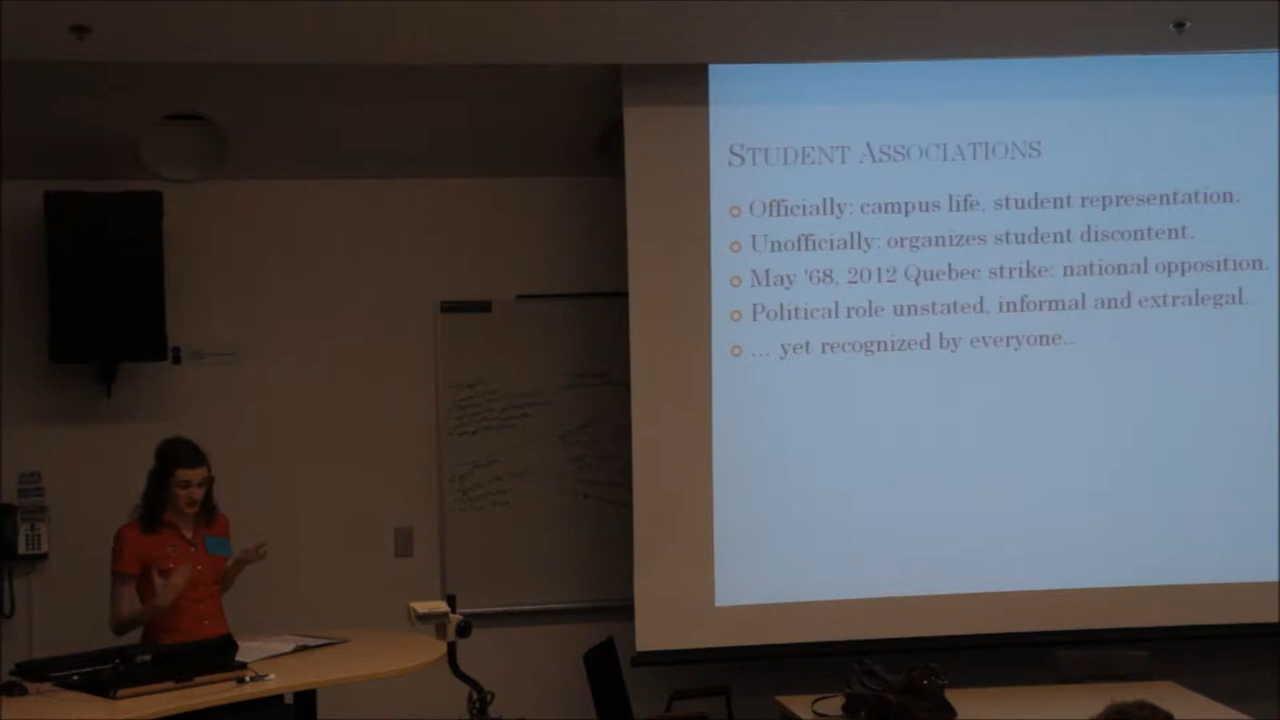 STUDENT ASSOCIATIONS
Officially: campus life, student representation.
Unofficially: organizes student discontent.
May '68, 2012 Quebec strike: national opposition.
Political role unstated, informal and extralegal.
... yet recognized by everyone..